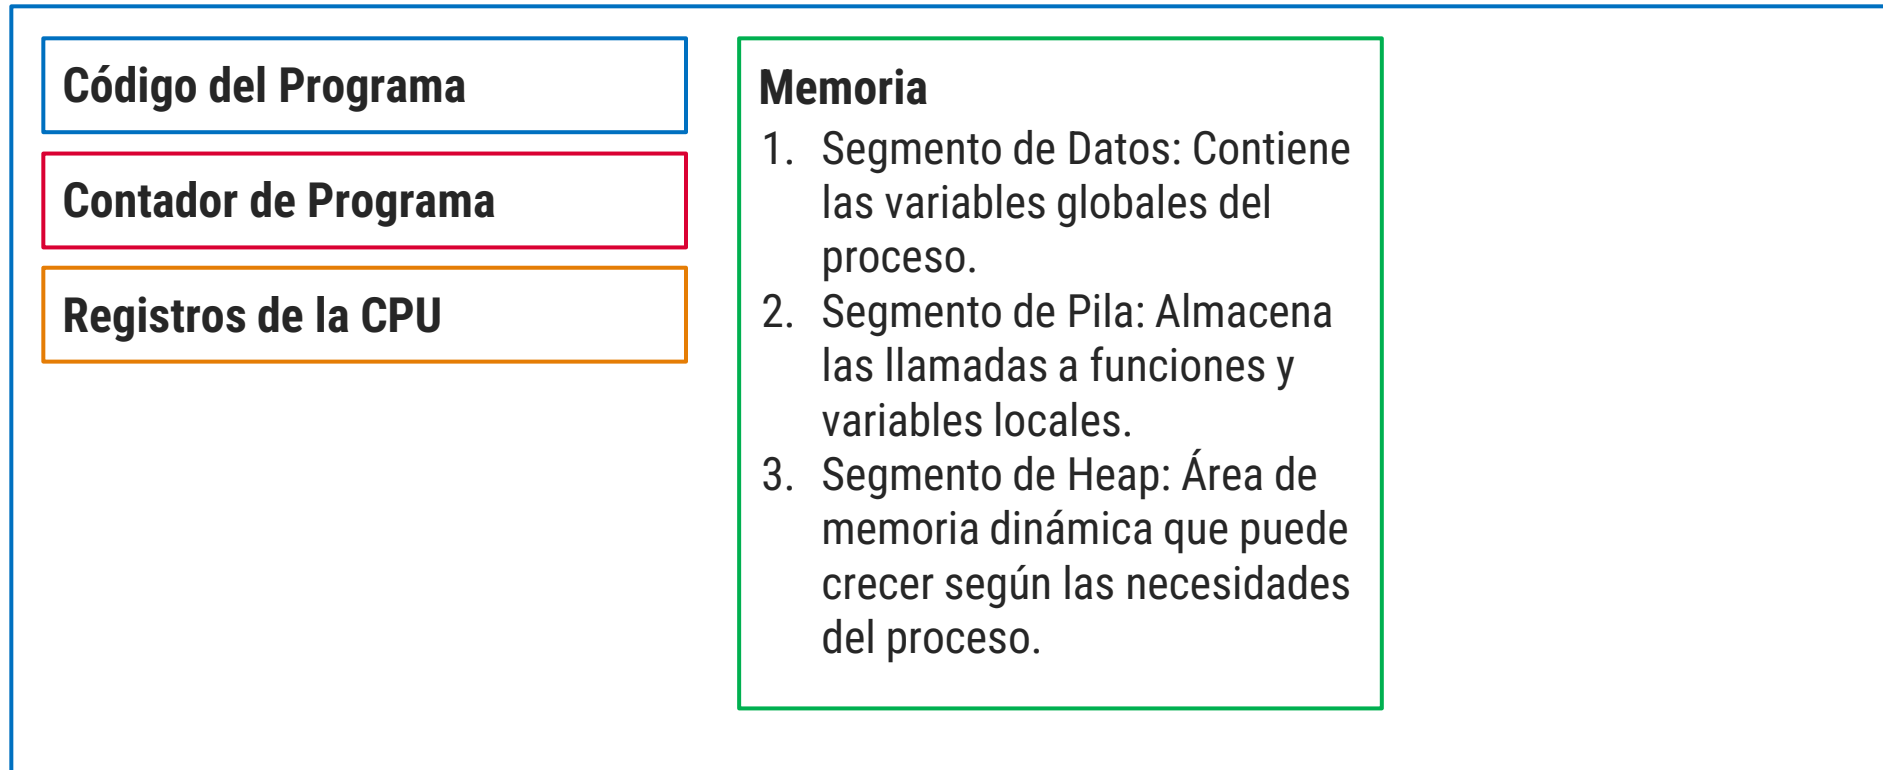 Código del Programa
Contador de Programa
Registros de la CPU
Memoria
1. Segmento de Datos: Contiene
las variables globales del
proceso.
2. Segmento de Pila: Almacena
las llamadas a funciones y
variables locales.
3. Segmento de Heap: Área de
memoria dinámica que puede
crecer según las necesidades
del proceso.